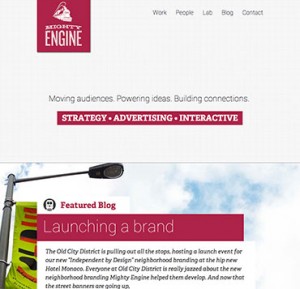 MIGHTY
ENGINE
Work People Lab Blog Contact
Moving audiences. Powering ideas. Building connections.
STRATEGY • ADVERTISING • INTERACTIVE
Featured Blog
Launching a brand
The Old City District is pulling out all the stops, hosting a launch event for
our new "Independent by Design" neighborhood branding at the hip new
Hotel Monaco. Everyone at Old City District is really jazzed about the new
neighborhood branding Mighty Engine helped them develop. And now that
the street banners are going up,